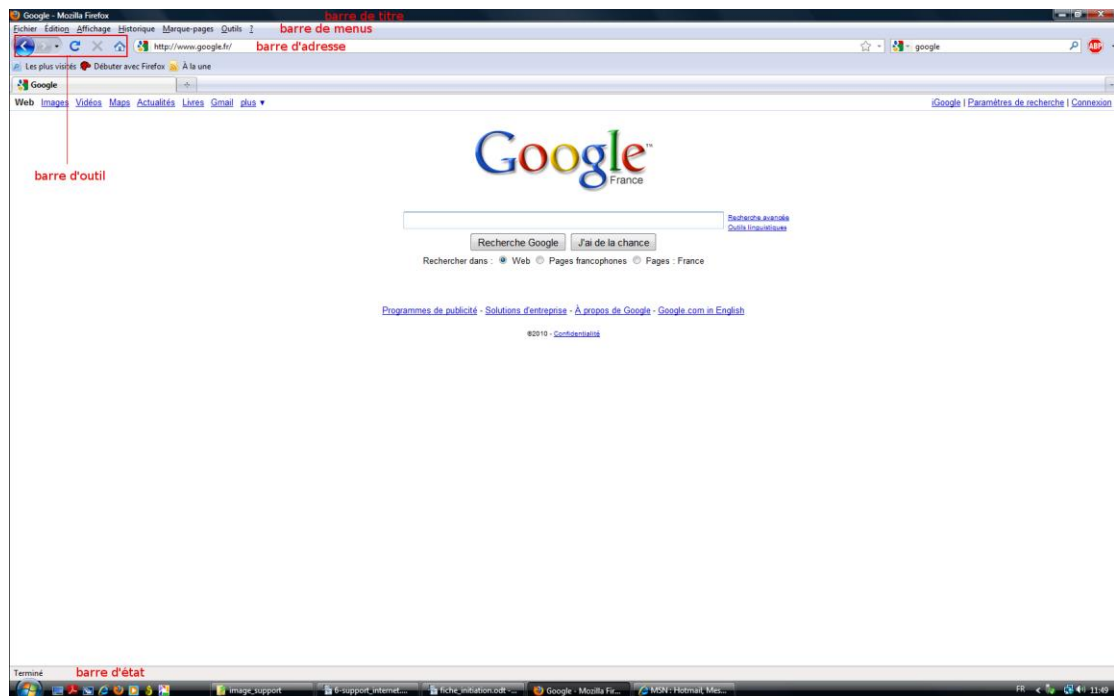 Google - Mozilla Firefox barre de titre
Fichier Édition Affichage Historique Marque-pages Outils ? barre de menus
http://www.google.fr/ barre d'adresse google ABP
Les plus visités Débuter avec Firefox À la une
Google
Web Images Vidéos Maps Actualités Livres Gmail plus ▼ iGoogle | Paramètres de recherche | Connexion
Google™
France
barre d'outil
Recherche avancée
Outils linguistiques
Recherche Google J'ai de la chance
Rechercher dans : Web Pages francophones Pages : France
Programmes de publicité - Solutions d'entreprise - À propos de Google - Google.com in English
©2010 - Confidentialité
Terminé barre d'état
image_support 6-support_internet.... fiche_initiation.odt -... Google - Mozilla Fir... MSN : Hotmail, Mes... FR < 11:49